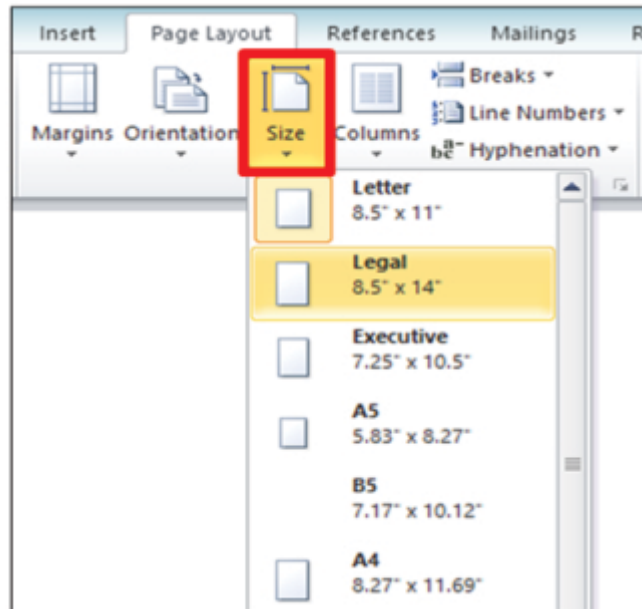 Insert Page Layout References Mailings R
Margins Orientation Size Columns
Breaks
Line Numbers
Hyphenation
Letter
8.5" x 11"
Legal
8.5" x 14"
Executive
7.25" x 10.5"
A5
5.83" x 8.27"
B5
7.17" x 10.12"
A4
8.27" x 11.69"